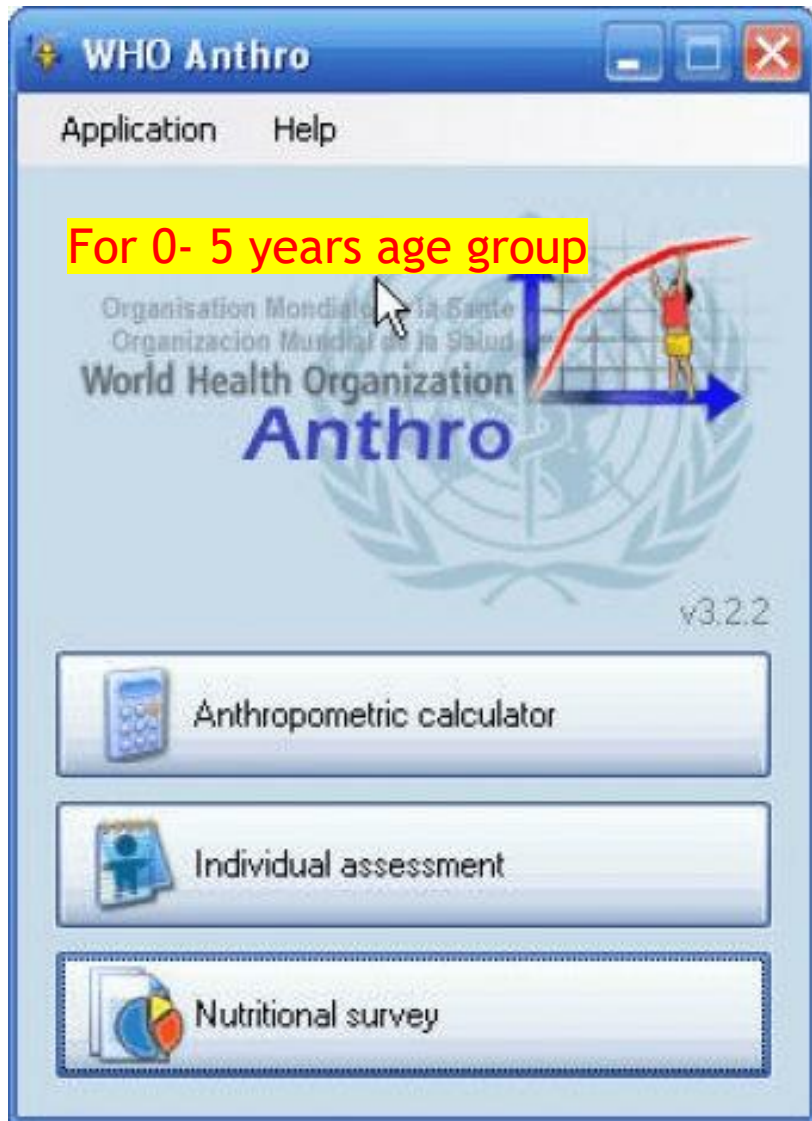 WHO Anthro
Application Help
For 0- 5 years age group
Organisation Mondiale de la Santé
Organizacion Mundial de la Salud
World Health Organization
Anthro
v3.2.2
Anthropometric calculator
Individual assessment
Nutritional survey